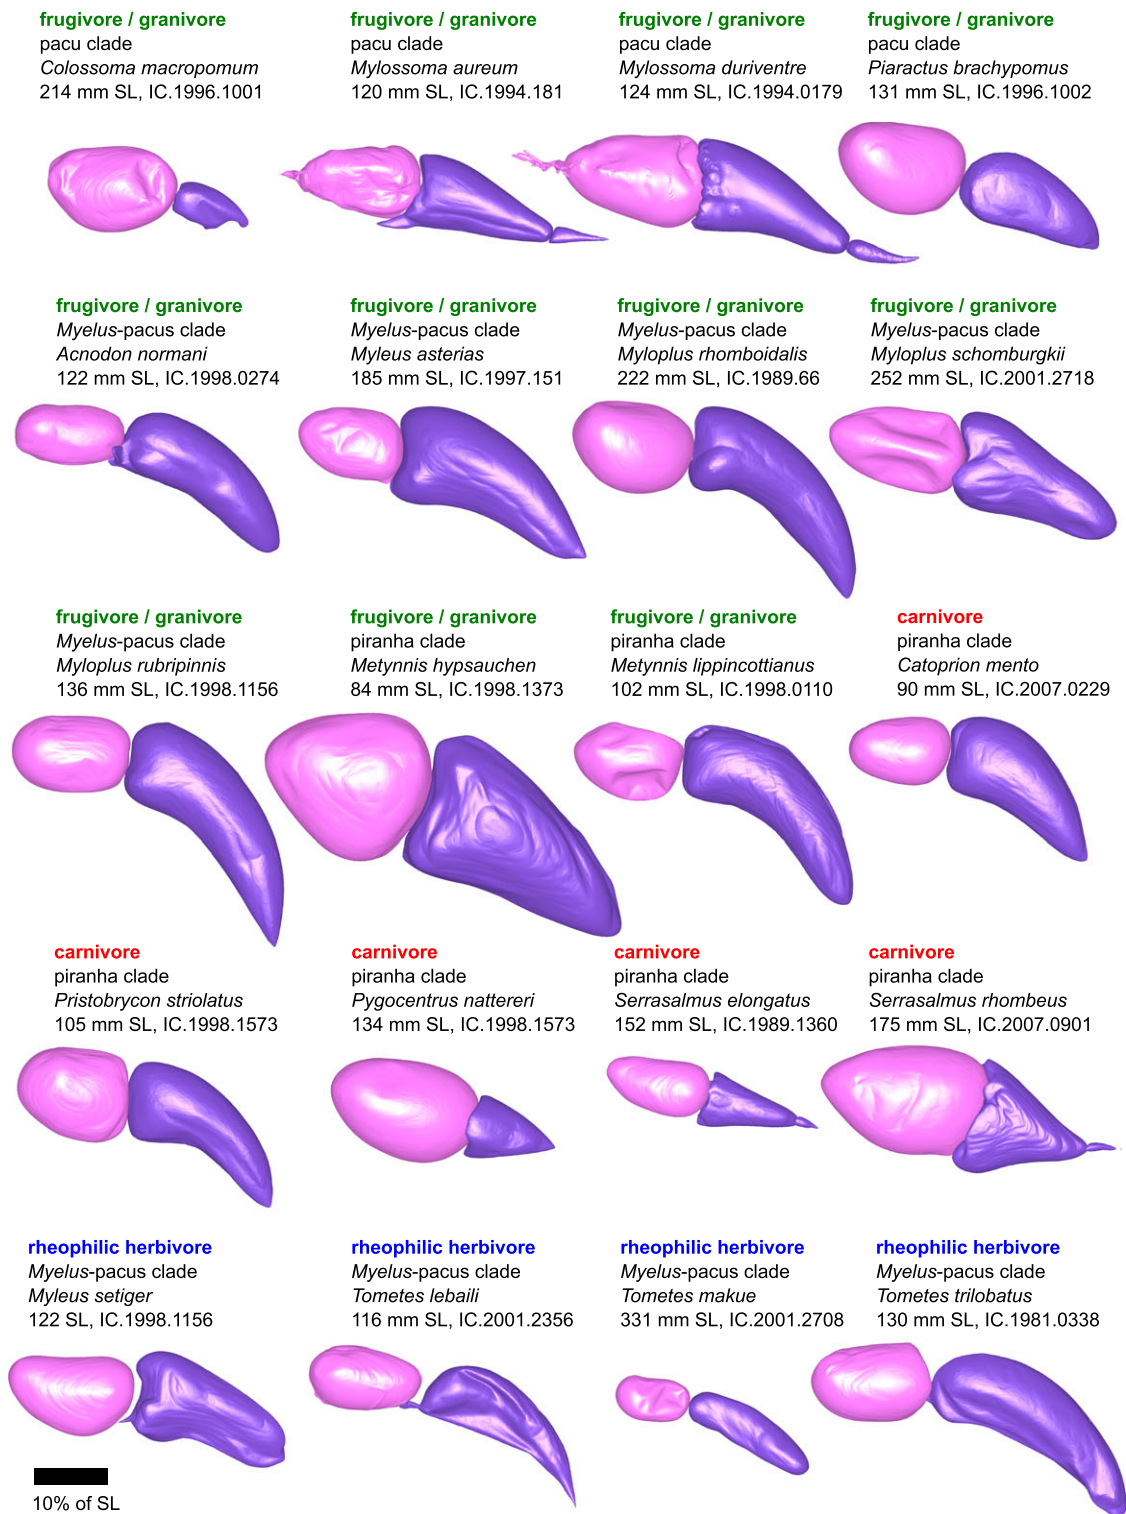 frugivore / granivore
pacu clade
Colossoma macropomum
214 mm SL, IC.1996.1001
frugivore / granivore
pacu clade
Mylossoma aureum
120 mm SL, IC.1994.181
frugivore / granivore
pacu clade
Mylossoma duriventre
124 mm SL, IC.1994.0179
frugivore / granivore
pacu clade
Piaractus brachypomus
131 mm SL, IC.1996.1002
frugivore / granivore
Myelus-pacus clade
Acnodon normani
122 mm SL, IC.1998.0274
frugivore / granivore
Myelus-pacus clade
Myleus asterias
185 mm SL, IC.1997.151
frugivore / granivore
Myelus-pacus clade
Myloplus rhomboidalis
222 mm SL, IC.1989.66
frugivore / granivore
Myelus-pacus clade
Myloplus schomburgkii
252 mm SL, IC.2001.2718
frugivore / granivore
Myelus-pacus clade
Myloplus rubripinnis
136 mm SL, IC.1998.1156
frugivore / granivore
piranha clade
Metynnis hypsauchen
84 mm SL, IC.1998.1373
frugivore / granivore
piranha clade
Metynnis lippincottianus
102 mm SL, IC.1998.0110
carnivore
piranha clade
Catoprion mento
90 mm SL, IC.2007.0229
carnivore
piranha clade
Pristobrycon striolatus
105 mm SL, IC.1998.1573
carnivore
piranha clade
Pygocentrus nattereri
134 mm SL, IC.1998.1573
carnivore
piranha clade
Serrasalmus elongatus
152 mm SL, IC.1989.1360
carnivore
piranha clade
Serrasalmus rhombeus
175 mm SL, IC.2007.0901
rheophilic herbivore
Myelus-pacus clade
Myleus setiger
122 SL, IC.1998.1156
rheophilic herbivore
Myelus-pacus clade
Tometes lebaili
116 mm SL, IC.2001.2356
rheophilic herbivore
Myelus-pacus clade
Tometes makue
331 mm SL, IC.2001.2708
rheophilic herbivore
Myelus-pacus clade
Tometes trilobatus
130 mm SL, IC.1981.0338
10% of SL